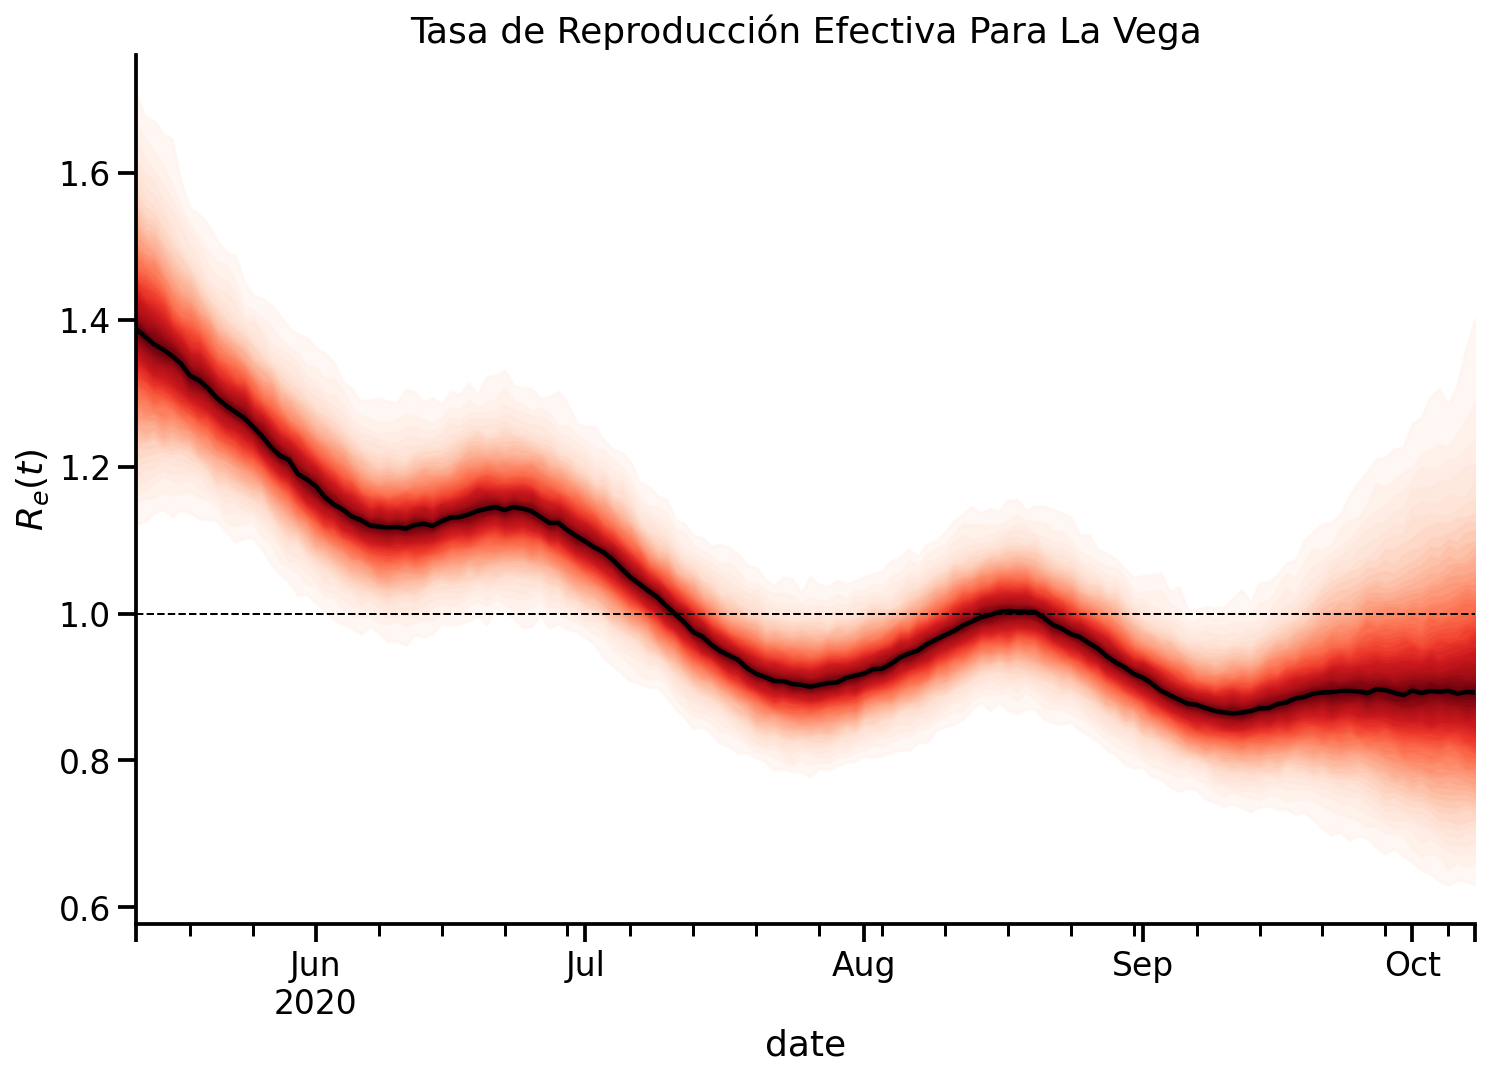 Tasa de Reproducción Efectiva Para La Vega
R_e(t)
1.6
1.4
1.2
1.0
0.8
0.6
Jun Jul Aug Sep Oct
2020
date